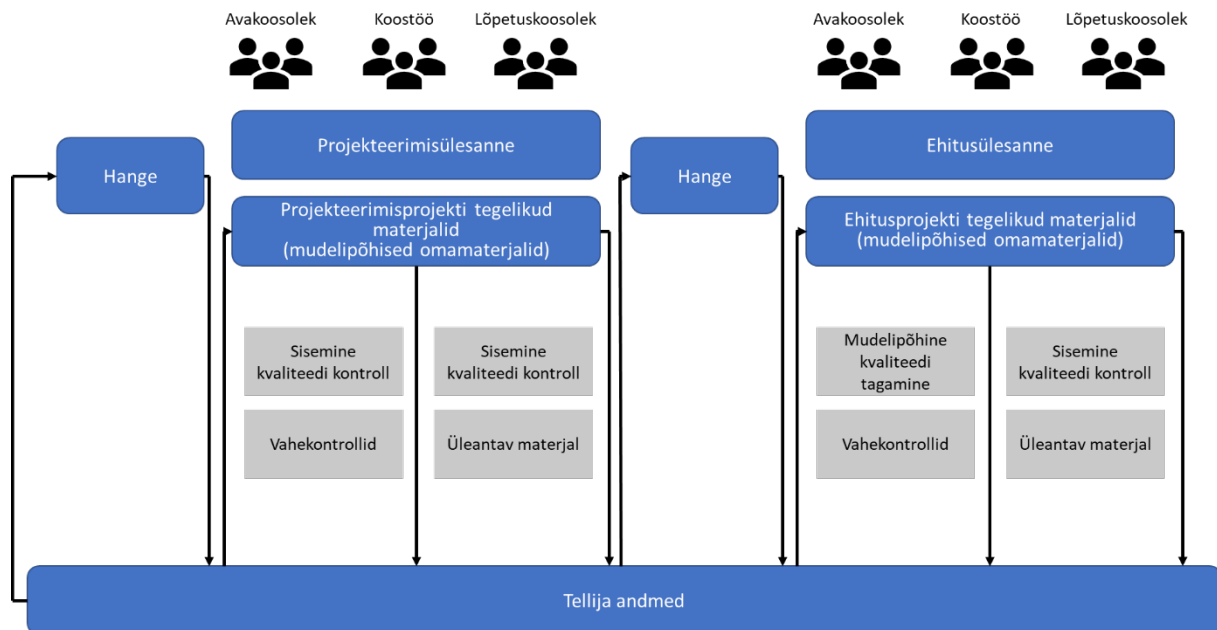 Avakoosolek
Koostöö
Lõpetuskoosolek
Avakoosolek
Koostöö
Lõpetuskoosolek
Hange
Projekteerimisülesanne
Projekteerimisprojekti tegelikud
materjalid
(mudelipõhised omamaterjalid)
Sisemine
kvaliteedi kontroll
Sisemine
kvaliteedi kontroll
Vahekontrollid
Üleantav materjal
Hange
Ehitusülesanne
Ehitusprojekti tegelikud materjalid
(mudelipõhised omamaterjalid)
Mudelipõhine
kvaliteedi
tagamine
Sisemine
kvaliteedi kontroll
Vahekontrollid
Üleantav materjal
Tellija andmed